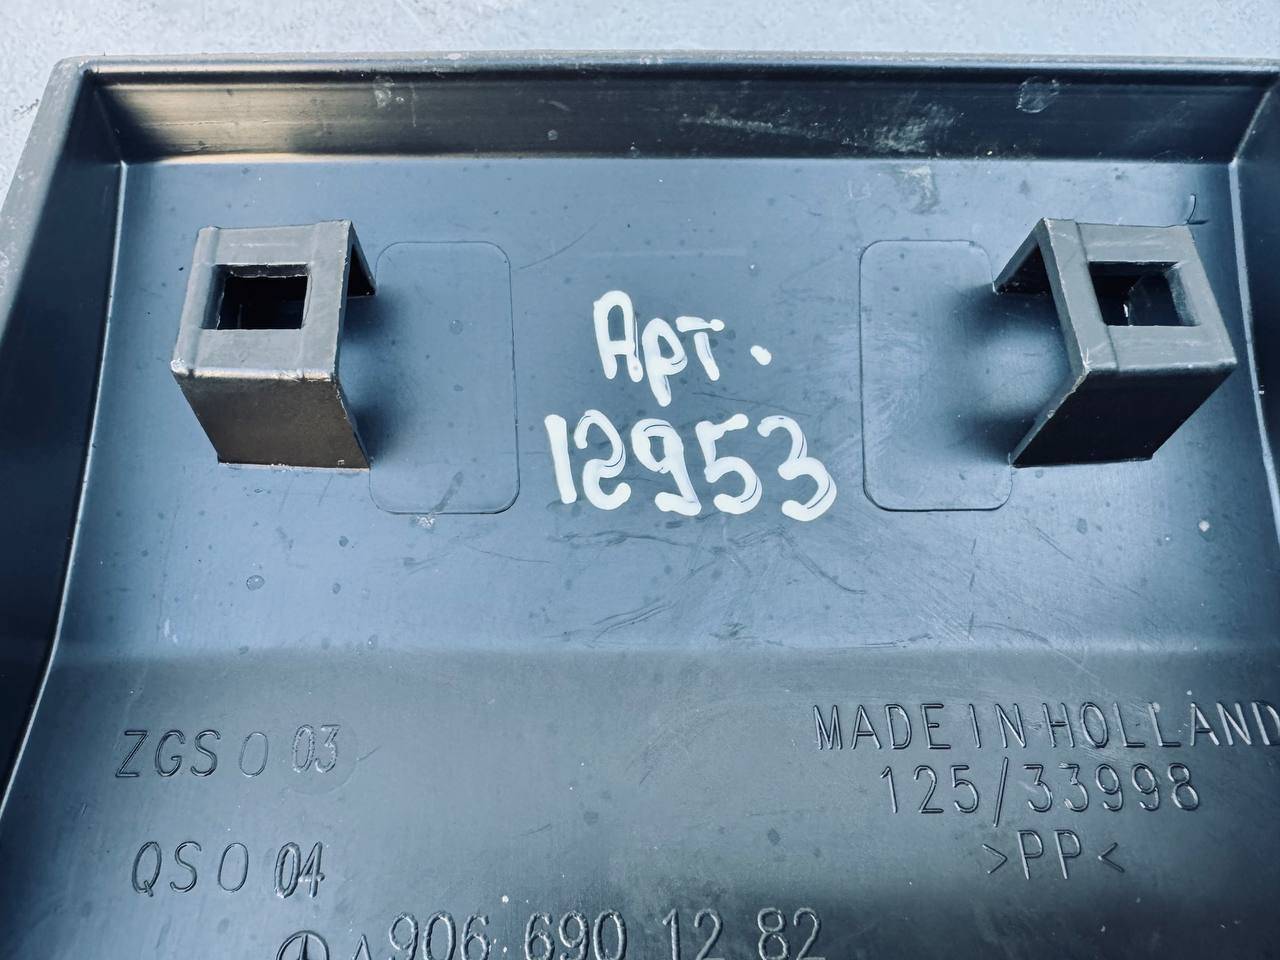 Арт.
12953
ZGS 0 03
MADE IN HOLLAND
125/33998
QS 0 04
>PP<
A 906 690 12 82